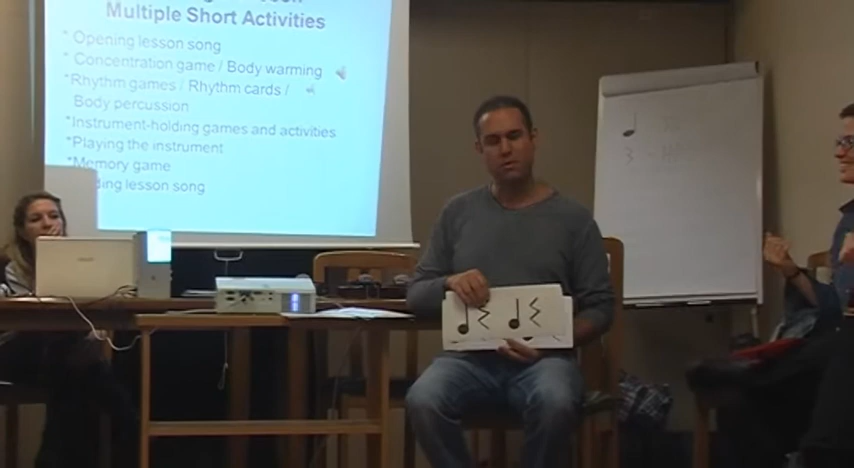 Multiple Short Activities
* Opening lesson song
* Concentration game / Body warming
*Rhythm games / Rhythm cards /
Body percussion
*Instrument-holding games and activities
*Playing the instrument
*Memory game
lesson song